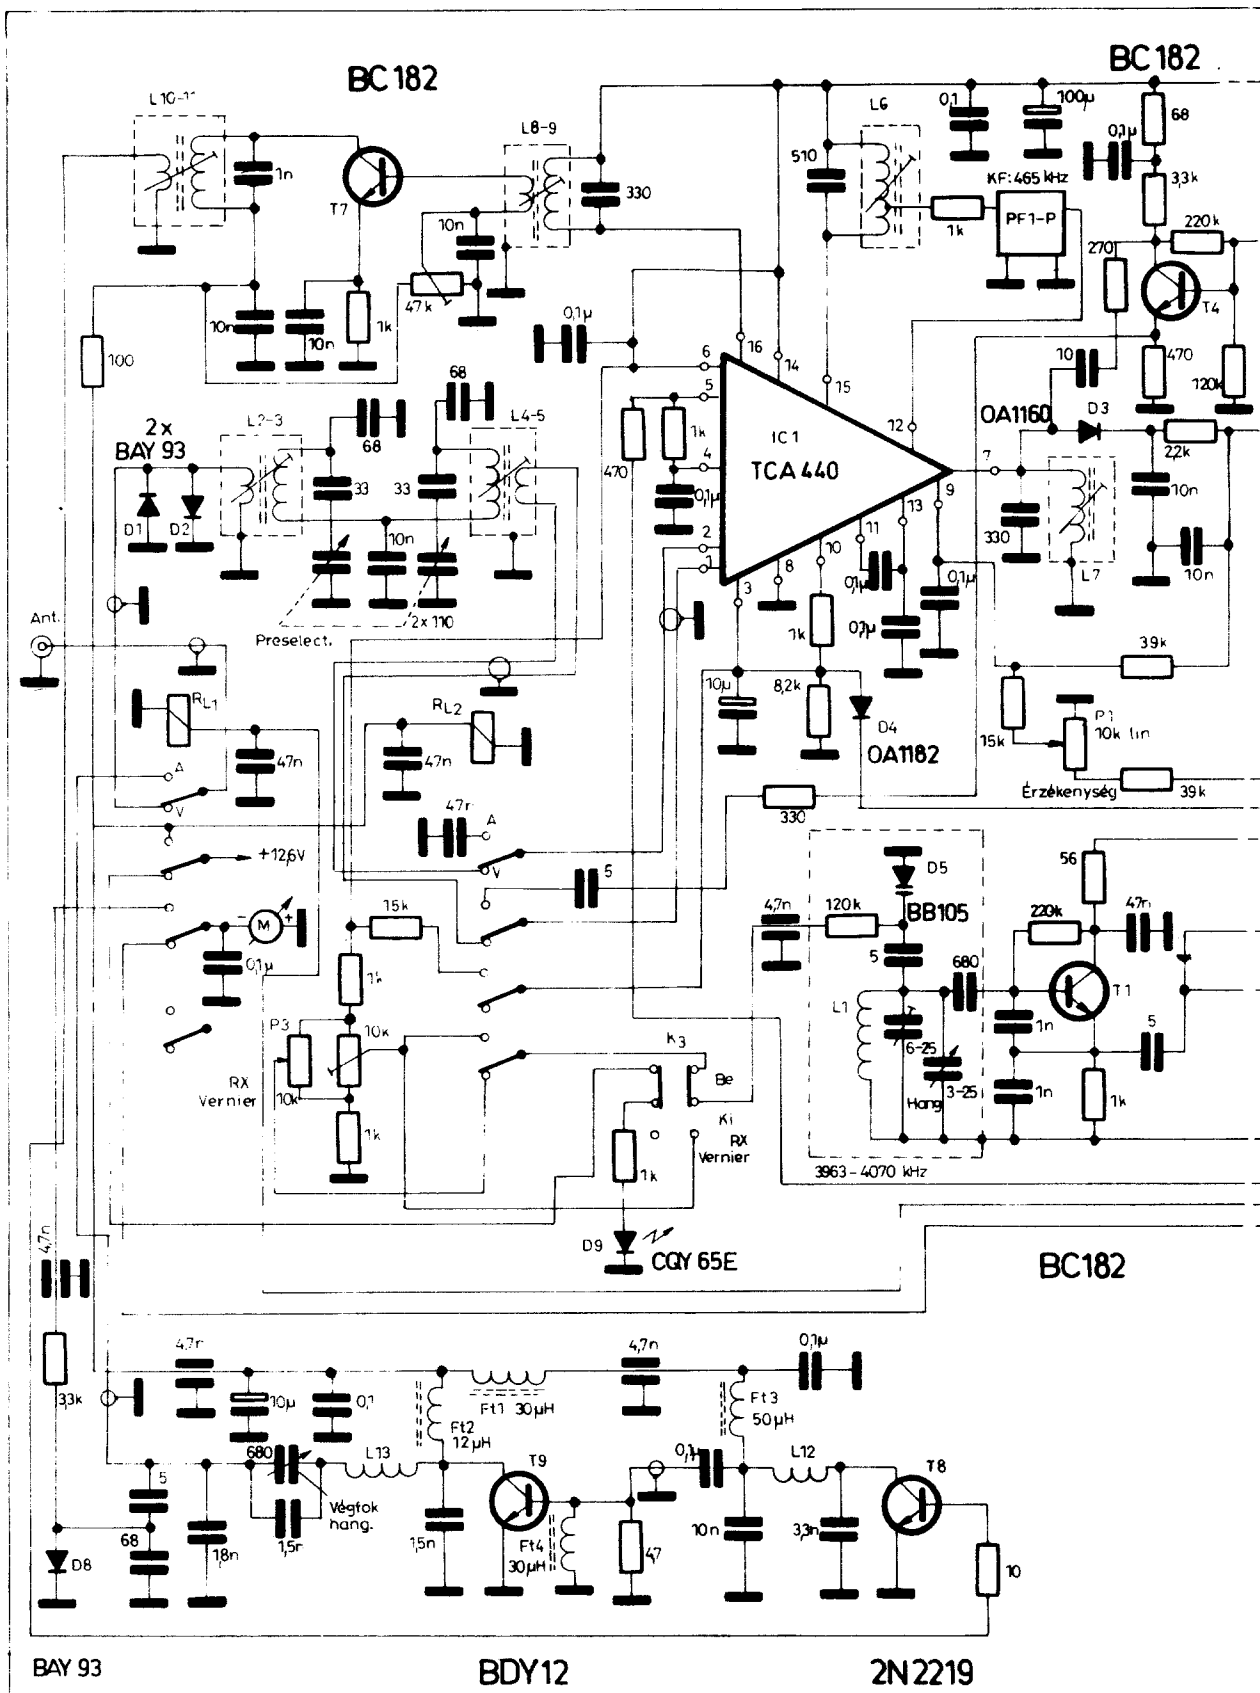 BC 182
BC 182
L 10-11
L8-9
L6
0,1
100µ
68
0,1µ
1n
T7
330
510
KF: 465 kHz
3,3k
PF1-P
1k
220k
270
T4
10n
10n
47k
1k
10n
0,1µ
100
6
16
14
15
5
12
10
470
120k
68
68
L2-3
L4-5
2x
BAY 93
1k
470
4
IC 1
TCA 440
OA1160
D3
7
2,2k
33
33
D1
D2
0,1µ
13
9
11
10n
10n
330
L7
10n
2
1
3
8
10
0,1µ
0,1µ
0,1µ
2x110
Preselect.
Ant.
1k
39k
RL1
RL2
10µ
8,2k
D4
OA1182
15k
P1
10k lin
Érzékenység
39k
47n
47n
A
V
47n
A
V
330
+12,6V
5
56
D5
BB105
M
- +
0,1µ
15k
4,7n
120k
5
680
220k
47n
T1
1k
P3
10k
10k
RX
Vernier
L1
6-25
3-25
Hang
1n
1n
5
1k
K3
Be
Ki
RX
Vernier
1k
1k
3963-4070 kHz
D9
CQY 65E
BC182
4,7n
4,7n
4,7n
0,1µ
3,3k
10µ
0,1
Ft1 30µH
Ft2
12µH
Ft3
50µH
680
L13
T9
0,1µ
L12
T8
5
Végfok
hang.
68
D8
1,8n
1,5n
1,5n
Ft4
30µH
4,7
10n
3,3n
10
BAY 93
BDY12
2N2219